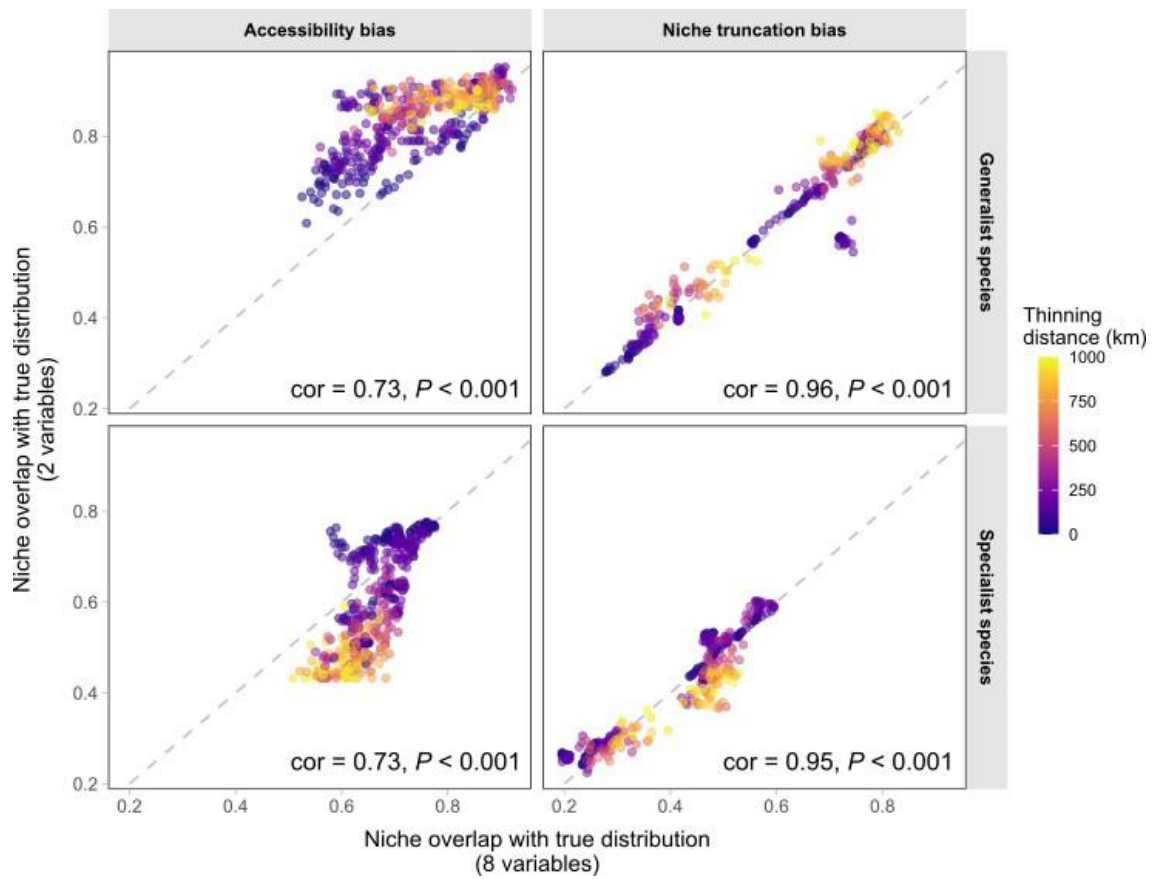 Accessibility bias
Niche truncation bias
Niche overlap with true distribution
(2 variables)
0.8
0.6
0.4
0.2
cor = 0.73, P < 0.001
cor = 0.96, P < 0.001
Generalist species
0.8
0.6
0.4
0.2
cor = 0.73, P < 0.001
cor = 0.95, P < 0.001
Specialist species
0.2 0.4 0.6 0.8
0.2 0.4 0.6 0.8
Niche overlap with true distribution
(8 variables)
Thinning
distance (km)
1000
750
500
250
0